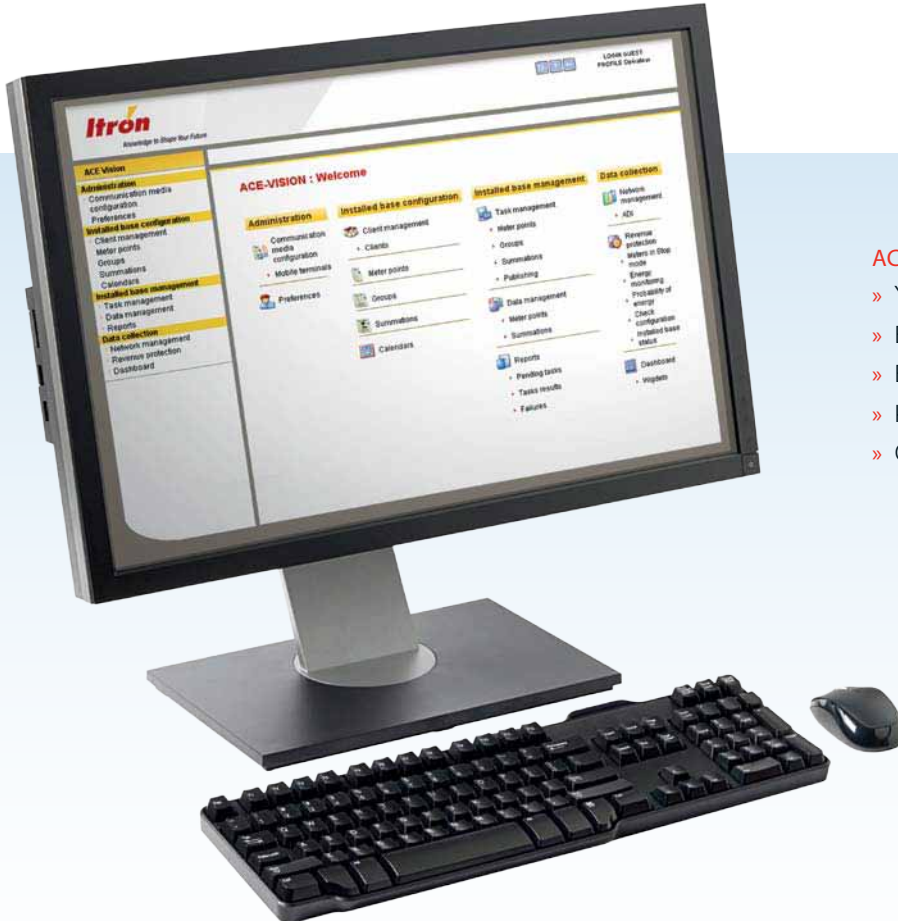 Itrón
Knowledge to Shape Your Future
LOGIN GUEST
PROFILE Opérateur
ACE Vision
Administration
Communication media
configuration
Preferences
Installed base configuration
Client management
Meter points
Groups
Summations
Calendars
Installed base management
Task management
Data management
Reports
Data collection
Network management
Revenue protection
Dashboard
ACE-VISION : Welcome
Administration
Communication
media
configuration
Mobile terminals
Preferences
Installed base configuration
Client management
Clients
Meter points
Groups
Summations
Calendars
Installed base management
Task management
Meter points
Groups
Summations
Publishing
Data management
Meter points
Summations
Reports
Pending tasks
Tasks results
Failures
Data collection
Network
management
ADI
Revenue
protection
Meters in Stop
mode
Energy
monitoring
Probability of
energy
Check
configuration
Installed base
status
Dashboard
Widgets
AC
»
»
»
»
»